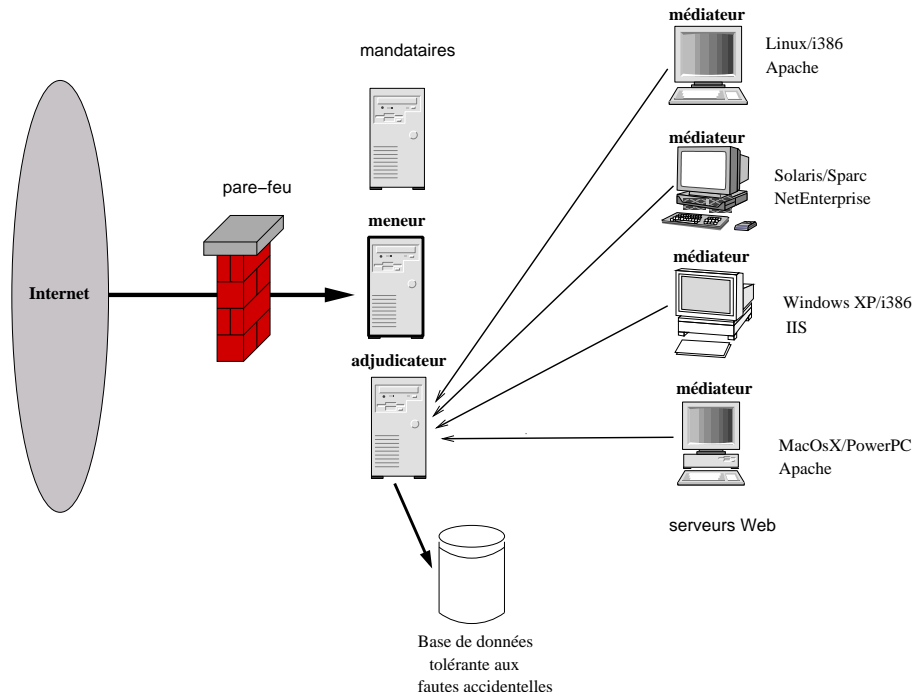 médiateur
Linux/i386
Apache
mandataires
médiateur
Solaris/Sparc
NetEnterprise
pare−feu
meneur
médiateur
Internet
Windows XP/i386
IIS
adjudicateur
médiateur
MacOsX/PowerPC
Apache
serveurs Web
Base de données
tolérante aux
fautes accidentelles